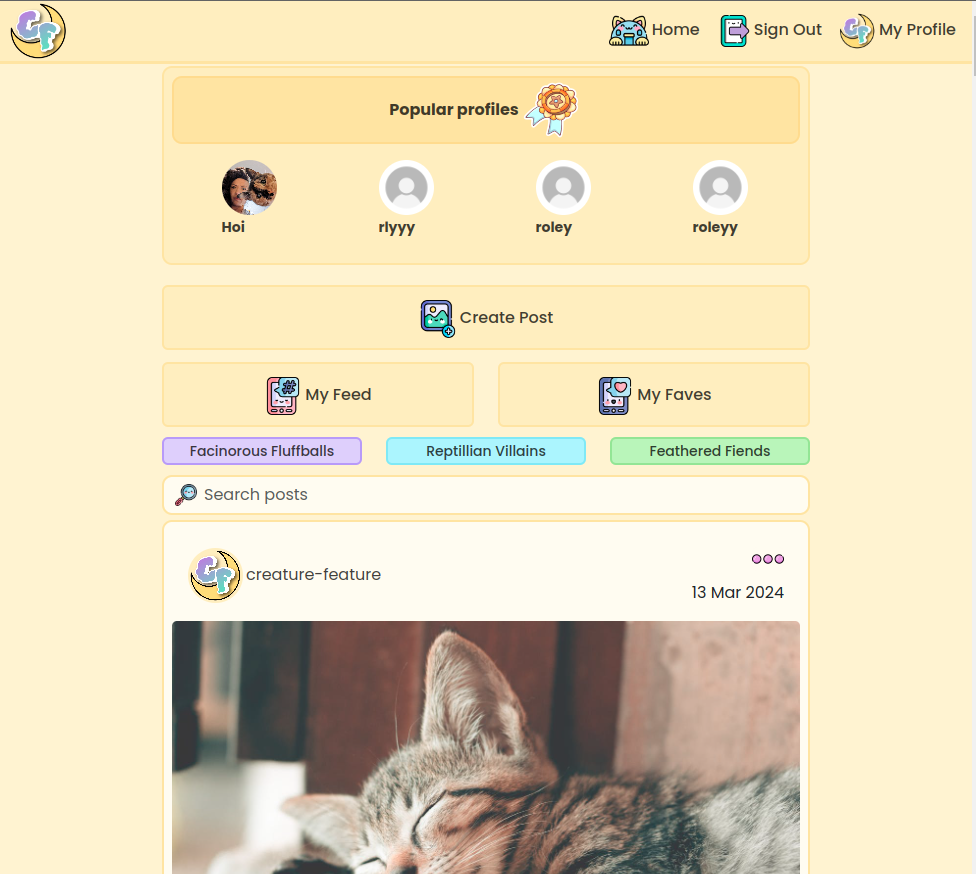 CF
Home
Sign Out
My Profile
Popular profiles
Hoi
rlyyy
roley
roleyy
Create Post
#
My Feed
My Faves
Facinorous Fluffballs
Reptillian Villains
Feathered Fiends
Search posts
CF
creature-feature
13 Mar 2024